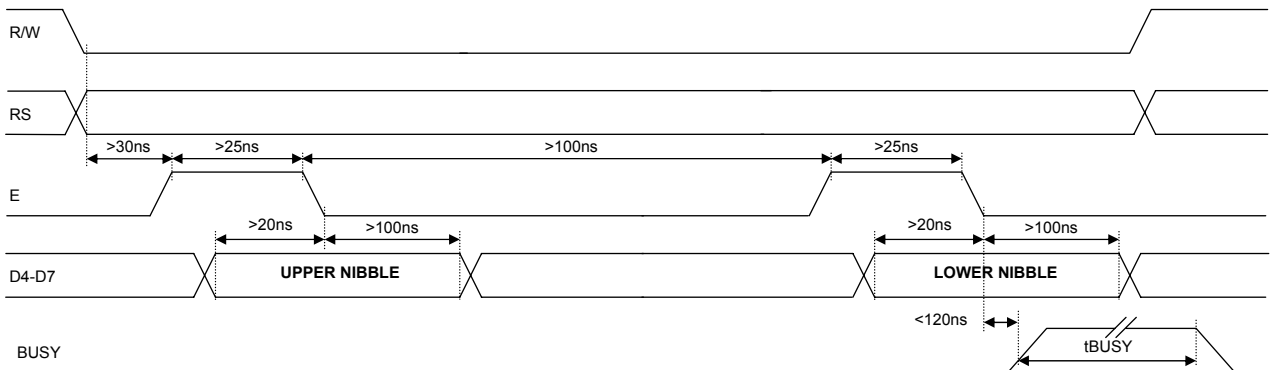 R/W
RS
>30ns >25ns >100ns >25ns
E
>20ns >100ns >20ns >100ns
D4-D7 UPPER NIBBLE LOWER NIBBLE
<120ns
BUSY tBUSY